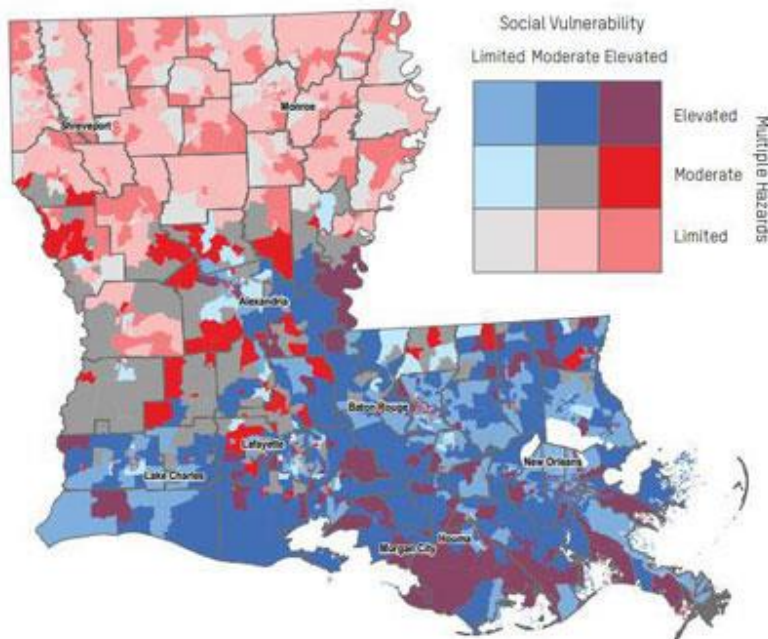 Social Vulnerability
Limited Moderate Elevated
Elevated
Moderate
Limited
Multiple Hazards
Shreveport
Monroe
Alexandria
Baton Rouge
Lafayette
Lake Charles
New Orleans
Houma
Morgan City